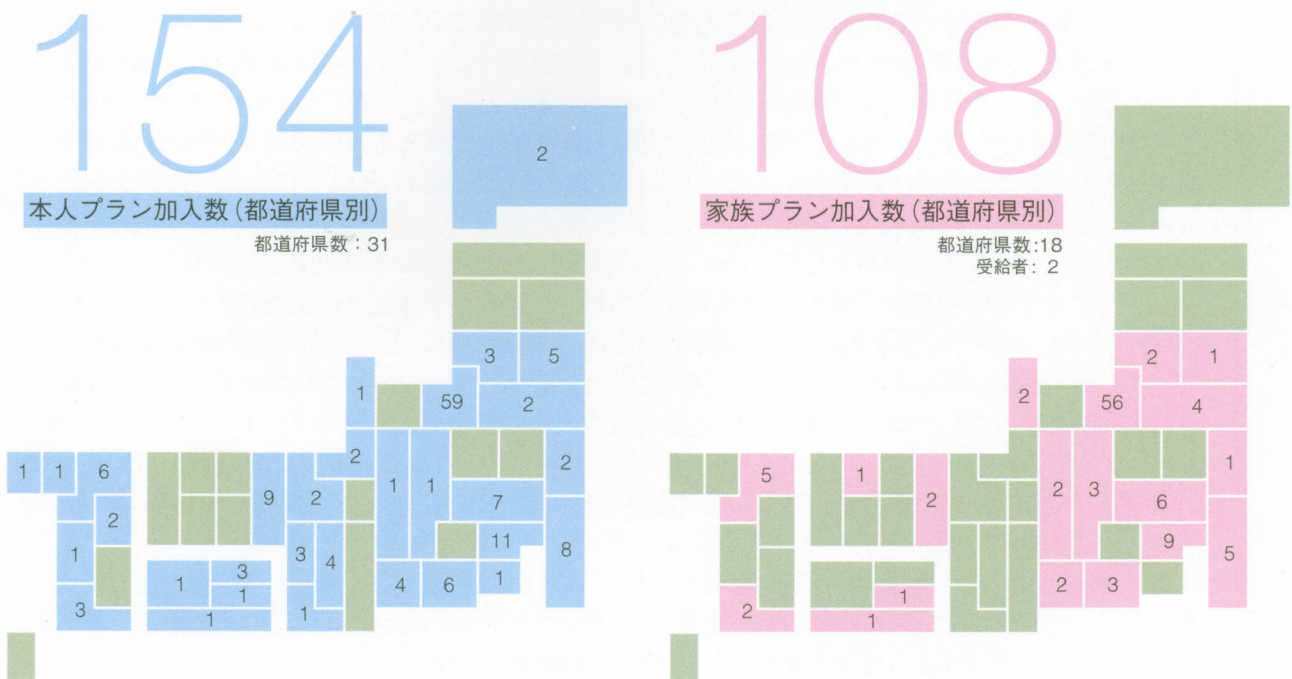 154
本人プラン加入数(都道府県別)
都道府県数:31
2
3 5
1 59 2
2
1 1 6 9 2 1 1 2
2 7
1 3 4 11 8
1 3 4 6 1
3 1 1
1
108
家族プラン加入数(都道府県別)
都道府県数:18
受給者: 2
2 1
2 56 4
5 1 2 2 3 1
6
9 5
2 1 2 3
1